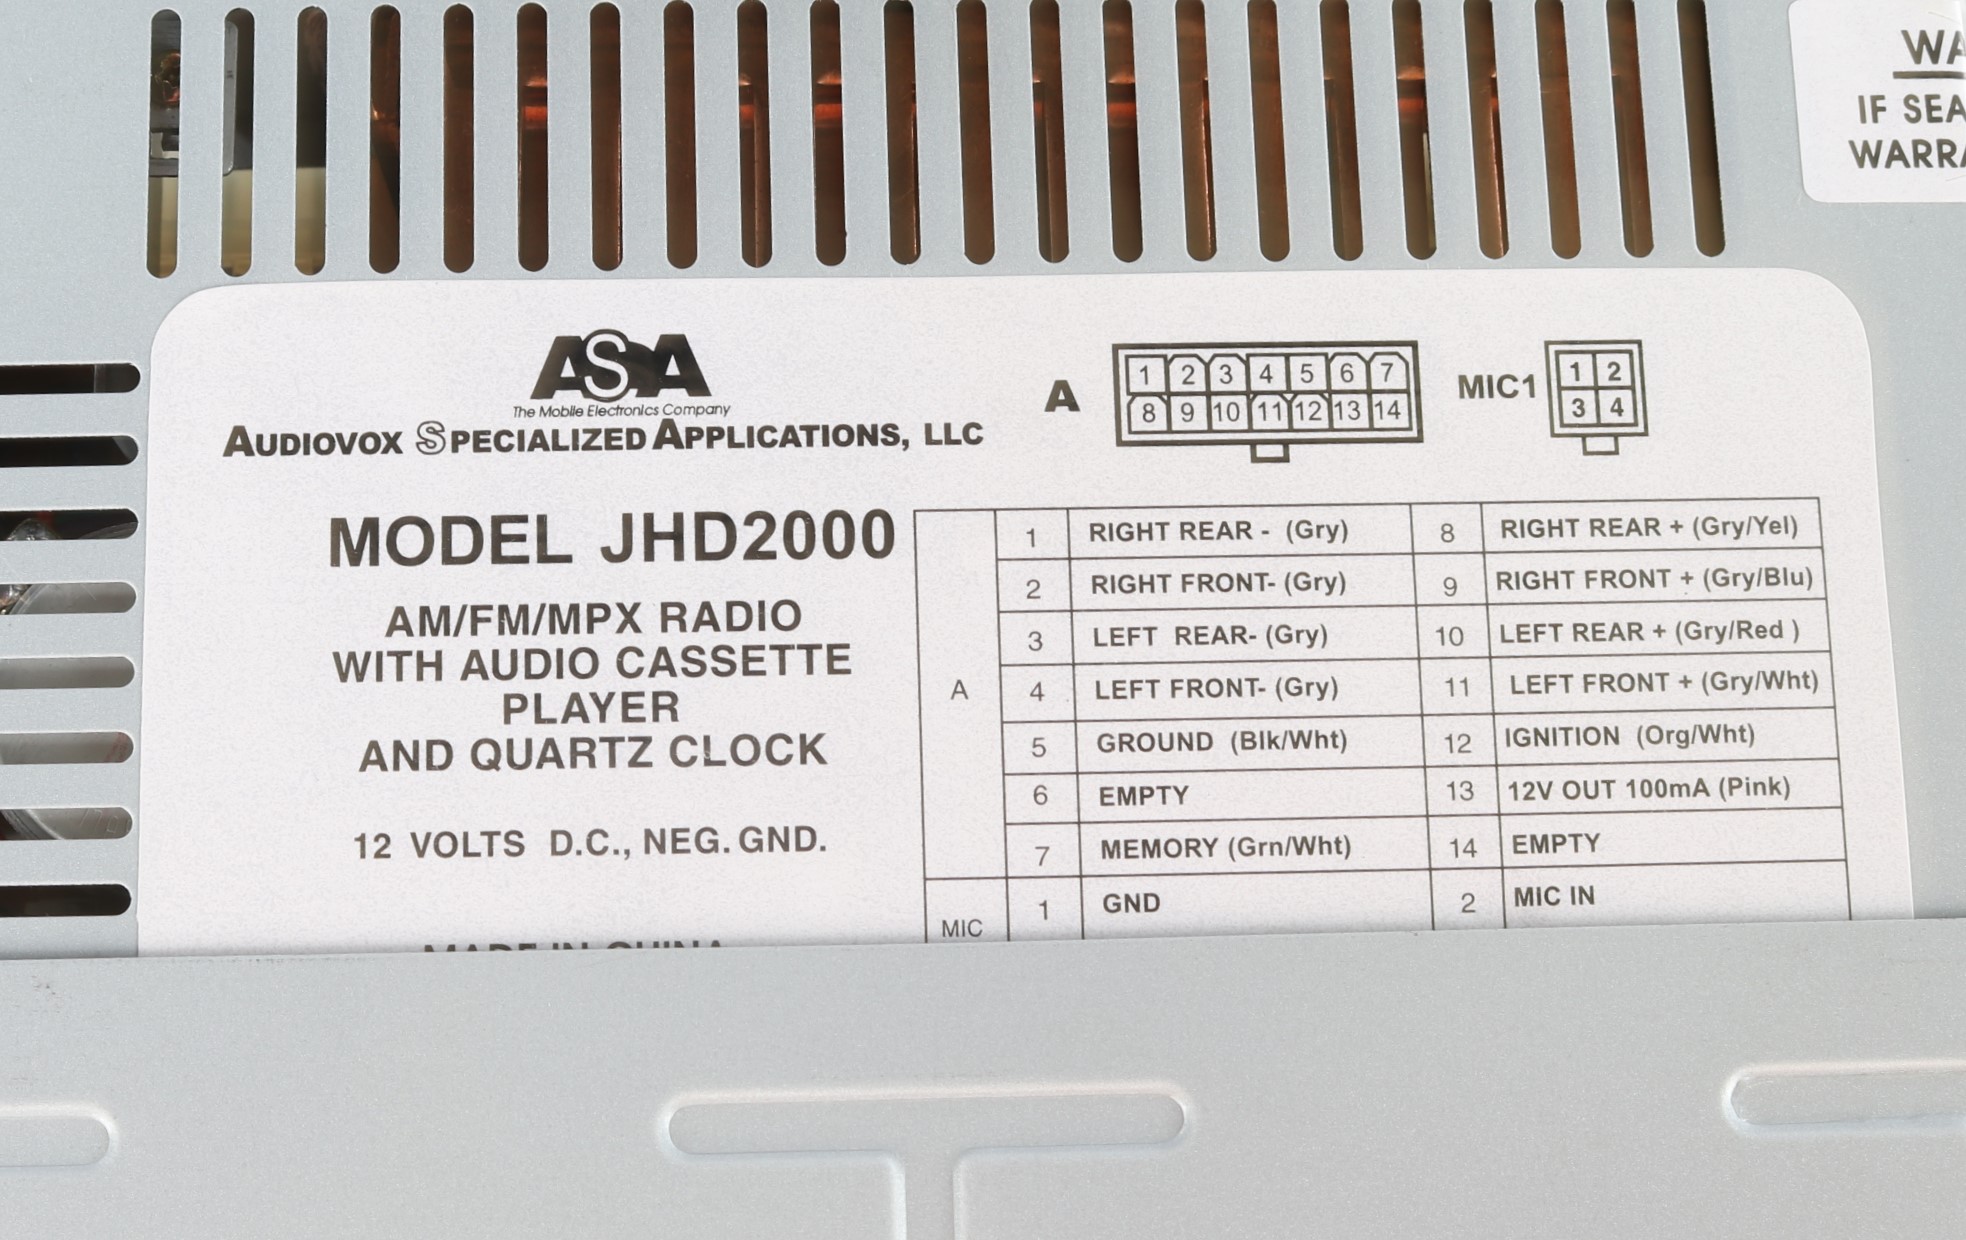 WA
IF SEA
WARRA
ASA
The Mobile Electronics Company
AUDIOVOX SPECIALIZED APPLICATIONS, LLC
A
1 2 3 4 5 6 7
8 9 10 11 12 13 14
MIC1
1 2
3 4
MODEL JHD2000
AM/FM/MPX RADIO
WITH AUDIO CASSETTE
PLAYER
AND QUARTZ CLOCK
12 VOLTS D.C., NEG. GND.
MADE IN CHINA
A
1 RIGHT REAR - (Gry) 8 RIGHT REAR + (Gry/Yel)
2 RIGHT FRONT- (Gry) 9 RIGHT FRONT + (Gry/Blu)
3 LEFT REAR- (Gry) 10 LEFT REAR + (Gry/Red )
4 LEFT FRONT- (Gry) 11 LEFT FRONT + (Gry/Wht)
5 GROUND (Blk/Wht) 12 IGNITION (Org/Wht)
6 EMPTY 13 12V OUT 100mA (Pink)
7 MEMORY (Grn/Wht) 14 EMPTY
MIC
1 GND 2 MIC IN